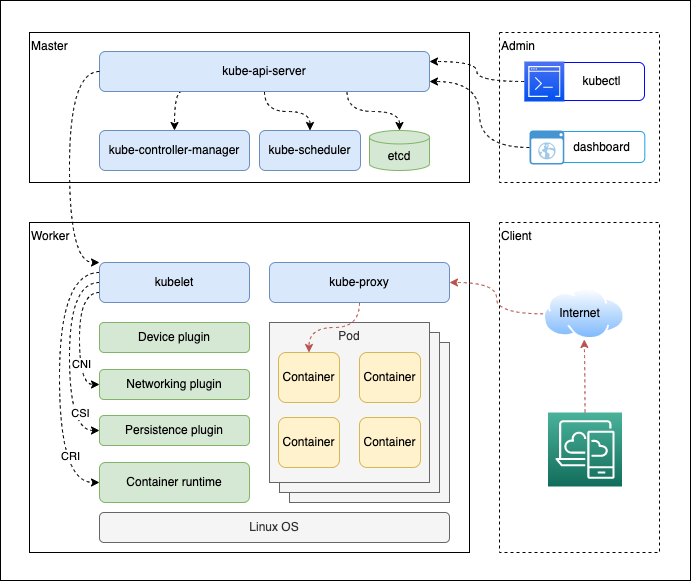 Master
kube-api-server
kube-controller-manager
kube-scheduler
etcd
Admin
kubectl
dashboard
Worker
kubelet
kube-proxy
Device plugin
CNI
Networking plugin
CSI
Persistence plugin
CRI
Container runtime
Pod
Container
Container
Container
Container
Linux OS
Client
Internet